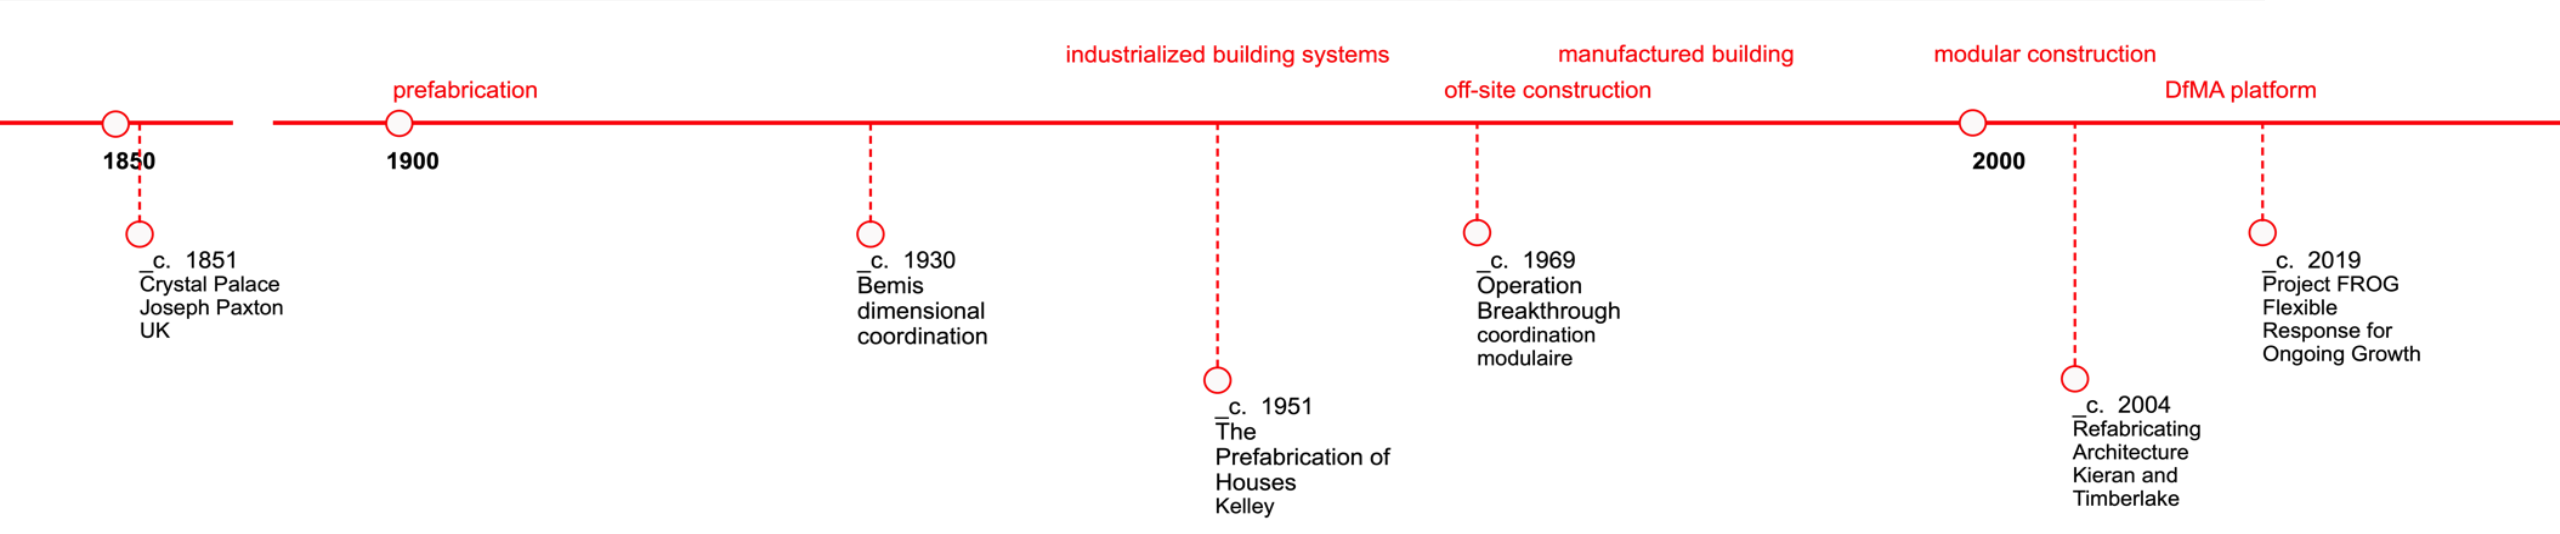 industrialized building systems
manufactured building
modular construction
prefabrication
off-site construction
DfMA platform
1850
1900
2000
_c. 1851
Crystal Palace
Joseph Paxton
UK
_c. 1930
Bemis
dimensional
coordination
_c. 1951
The
Prefabrication of
Houses
Kelley
_c. 1969
Operation
Breakthrough
coordination
modulaire
_c. 2004
Refabricating
Architecture
Kieran and
Timberlake
_c. 2019
Project FROG
Flexible
Response for
Ongoing Growth